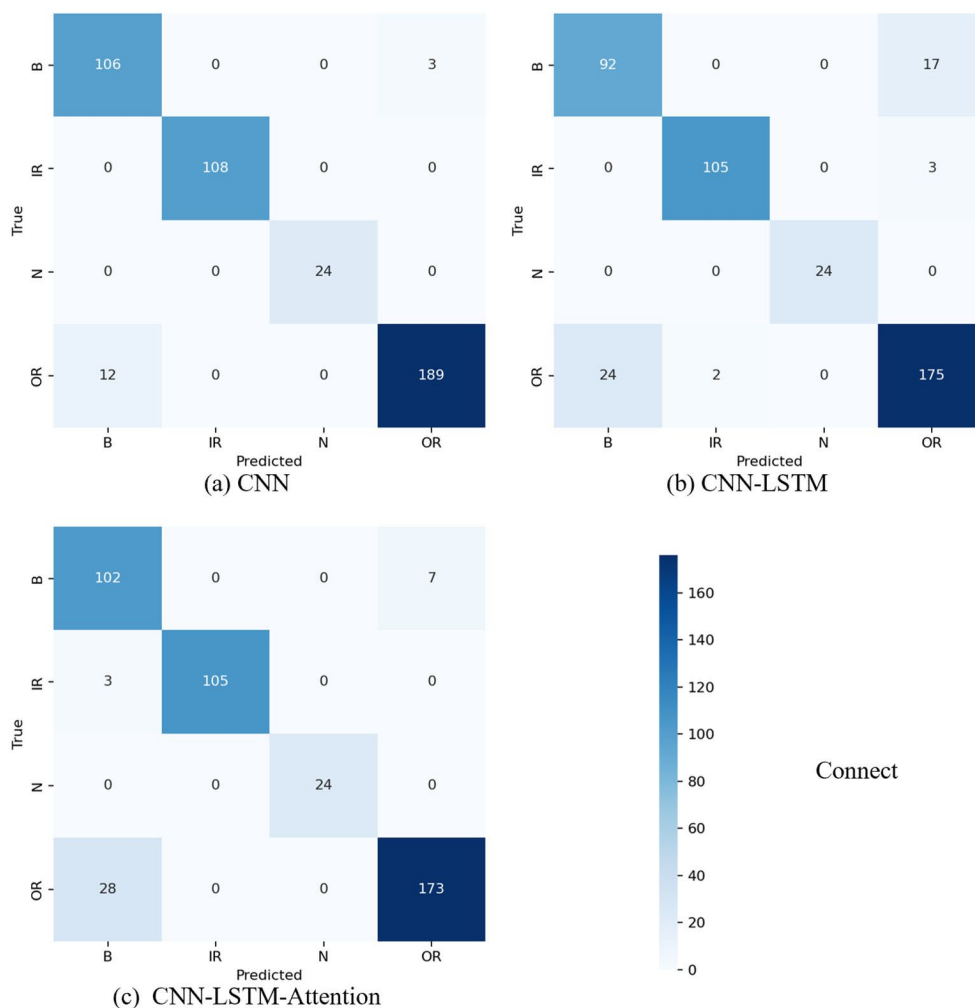 B 106 0 0 3
IR 0 108 0 0
N 0 0 24 0
OR 12 0 0 189
True
B IR N OR
Predicted
(a) CNN
B 92 0 0 17
IR 0 105 0 3
N 0 0 24 0
OR 24 2 0 175
True
B IR N OR
Predicted
(b) CNN-LSTM
B 102 0 0 7
IR 3 105 0 0
N 0 0 24 0
OR 28 0 0 173
True
B IR N OR
Predicted
(c) CNN-LSTM-Attention
160
140
120
100
80
60
40
20
0
Connect